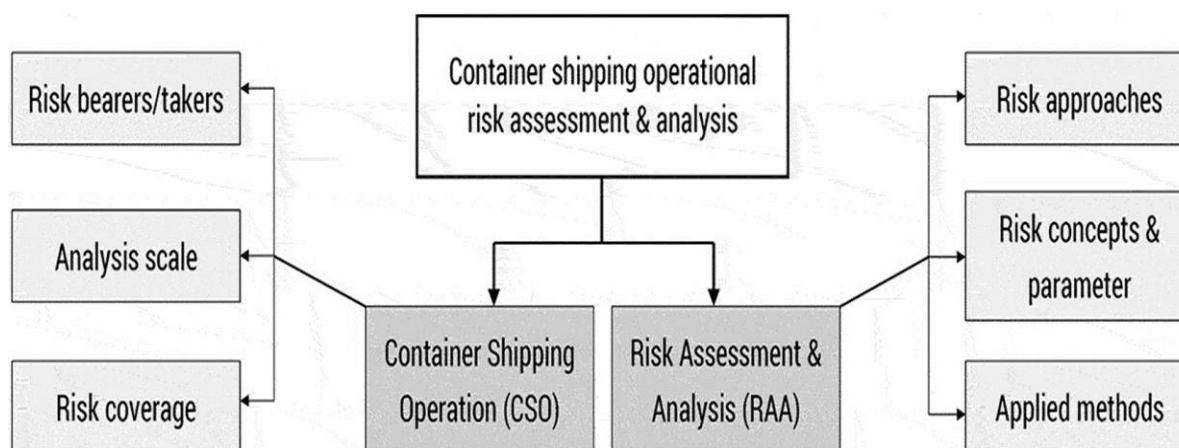 Container shipping operational
risk assessment & analysis
Risk bearers/takers
Analysis scale
Risk coverage
Container Shipping
Operation (CSO)
Risk Assessment &
Analysis (RAA)
Risk approaches
Risk concepts &
parameter
Applied methods